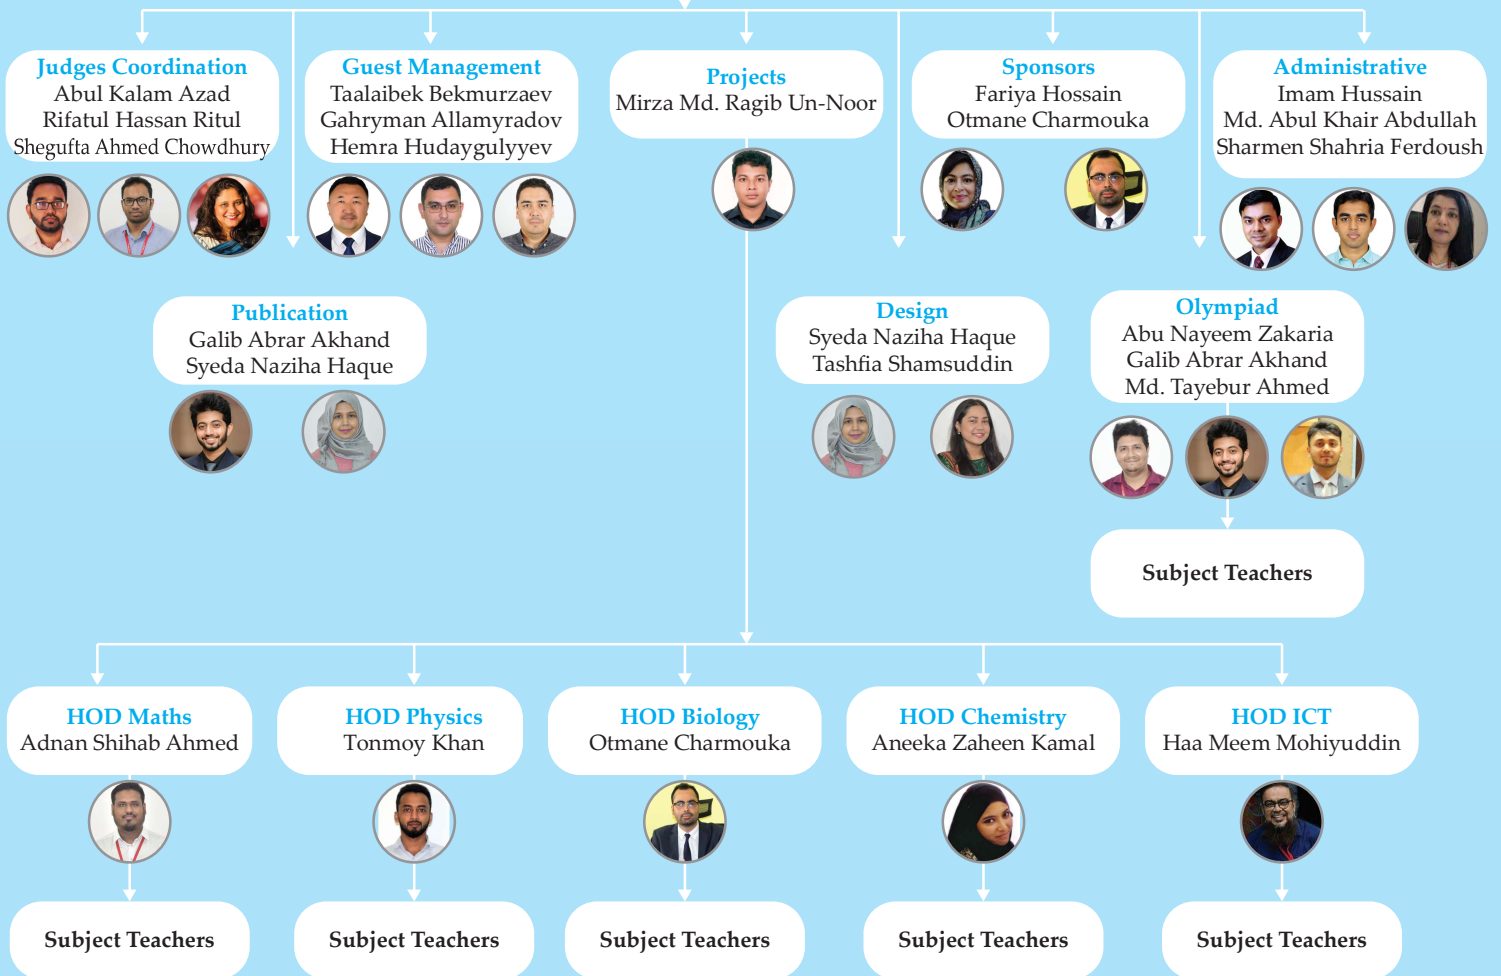 Judges Coordination
Abul Kalam Azad
Rifatul Hassan Ritul
Shegufta Ahmed Chowdhury
Guest Management
Taalaibek Bekmurzaev
Gahryman Allamyradov
Hemra Hudaygulyyev
Projects
Mirza Md. Ragib Un-Noor
Sponsors
Fariya Hossain
Otmane Charmouka
Administrative
Imam Hussain
Md. Abul Khair Abdullah
Sharmen Shahria Ferdoush
Publication
Galib Abrar Akhand
Syeda Naziha Haque
Design
Syeda Naziha Haque
Tashfia Shamsuddin
Olympiad
Abu Nayeem Zakaria
Galib Abrar Akhand
Md. Tayebur Ahmed
Subject Teachers
HOD Maths
Adnan Shihab Ahmed
HOD Physics
Tonmoy Khan
HOD Biology
Otmane Charmouka
HOD Chemistry
Aneeka Zaheen Kamal
HOD ICT
Haa Meem Mohiyuddin
Subject Teachers
Subject Teachers
Subject Teachers
Subject Teachers
Subject Teachers